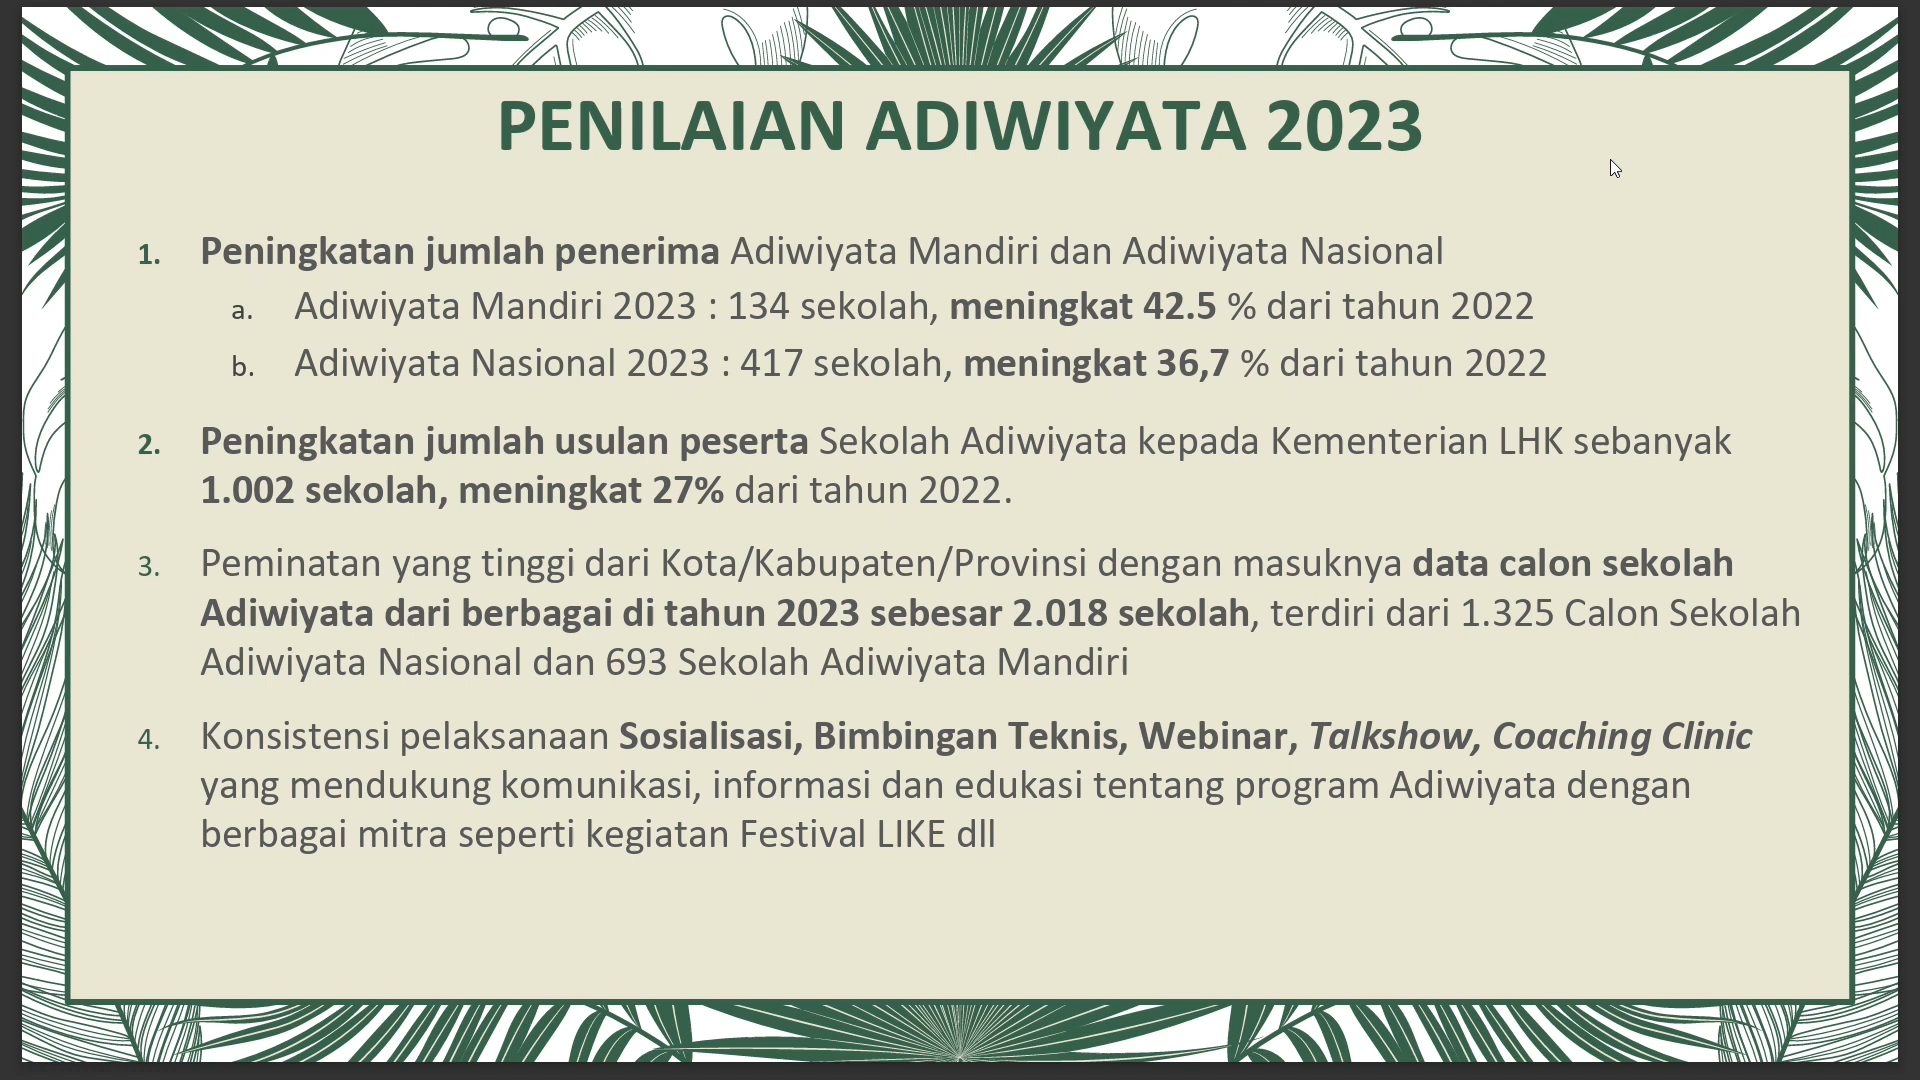 PENILAIAN ADIWIYATA 2023
1. Peningkatan jumlah penerima Adiwiyata Mandiri dan Adiwiyata Nasional
a. Adiwiyata Mandiri 2023 : 134 sekolah, meningkat 42.5 % dari tahun 2022
b. Adiwiyata Nasional 2023 : 417 sekolah, meningkat 36,7 % dari tahun 2022
2. Peningkatan jumlah usulan peserta Sekolah Adiwiyata kepada Kementerian LHK sebanyak
1.002 sekolah, meningkat 27% dari tahun 2022.
3. Peminatan yang tinggi dari Kota/Kabupaten/Provinsi dengan masuknya data calon sekolah
Adiwiyata dari berbagai di tahun 2023 sebesar 2.018 sekolah, terdiri dari 1.325 Calon Sekolah
Adiwiyata Nasional dan 693 Sekolah Adiwiyata Mandiri
4. Konsistensi pelaksanaan Sosialisasi, Bimbingan Teknis, Webinar, Talkshow, Coaching Clinic
yang mendukung komunikasi, informasi dan edukasi tentang program Adiwiyata dengan
berbagai mitra seperti kegiatan Festival LIKE dll